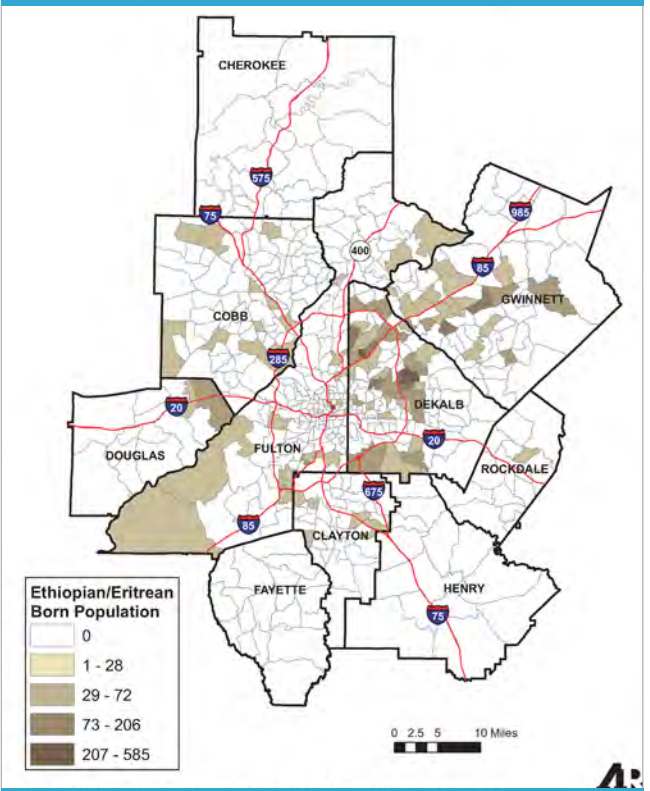 CHEROKEE
575
75
985
400
85
GWINNETT
COBB
285
20
DEKALB
DOUGLAS
FULTON
20
ROCKDALE
675
85
CLAYTON
FAYETTE
HENRY
75
Ethiopian/Eritrean
Born Population
0
1 - 28
29 - 72
73 - 206
207 - 585
0 2.5 5 10 Miles